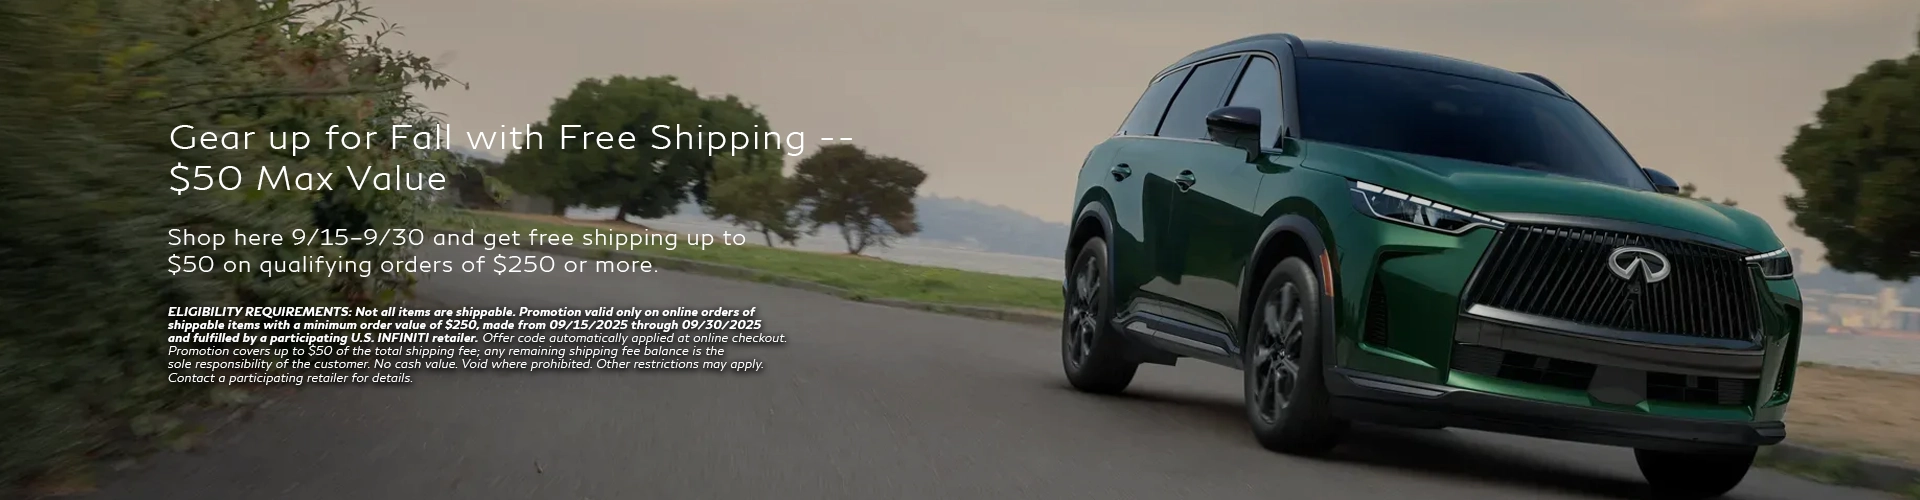 Gear up for Fall with Free Shipping --
$50 Max Value
Shop here 9/15–9/30 and get free shipping up to
$50 on qualifying orders of $250 or more.
ELIGIBILITY REQUIREMENTS: Not all items are shippable. Promotion valid only on online orders of
shippable items with a minimum order value of $250, made from 09/15/2025 through 09/30/2025
and fulfilled by a participating U.S. INFINITI retailer. Offer code automatically applied at online checkout.
Promotion covers up to $50 of the total shipping fee; any remaining shipping fee balance is the
sole responsibility of the customer. No cash value. Void where prohibited. Other restrictions may apply.
Contact a participating retailer for details.